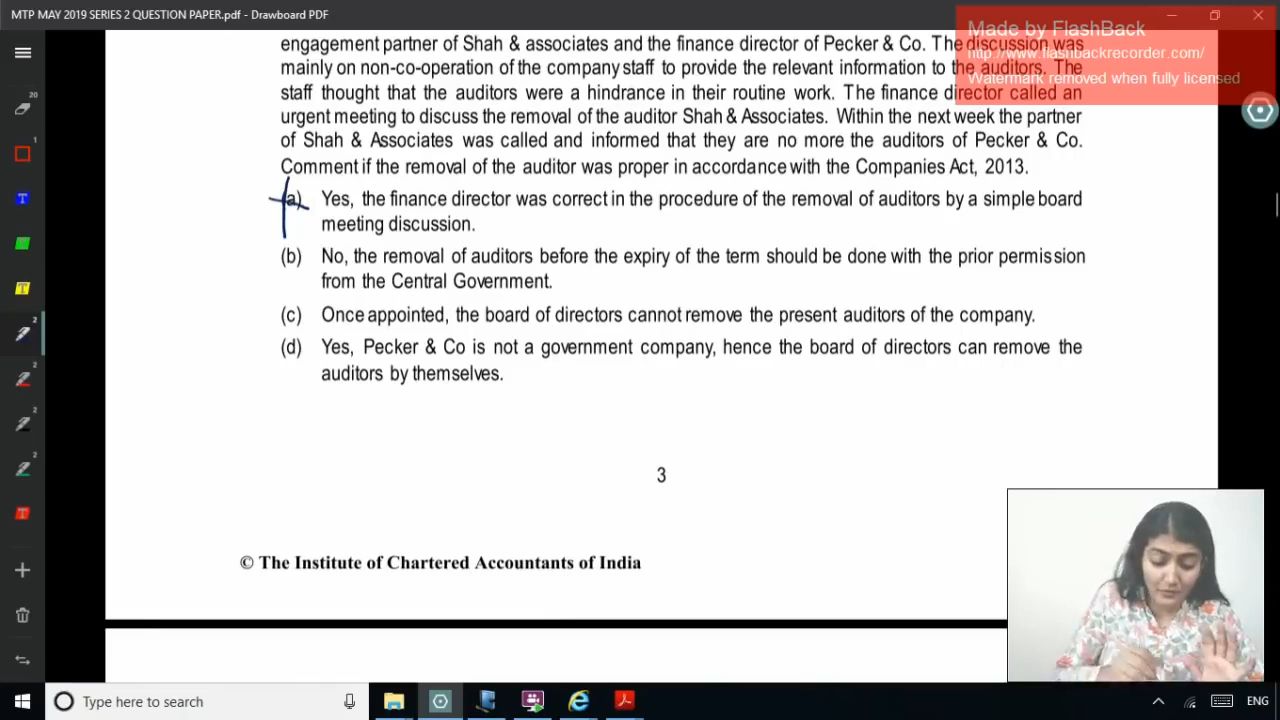 MTP MAY 2019 SERIES 2 QUESTION PAPER.pdf - Drawboard PDF
Made by FlashBack
http://www.flashbackrecorder.com/
Watermark removed when fully licensed
engagement partner of Shah & associates and the finance director of Pecker & Co. The discussion was
mainly on non-co-operation of the company staff to provide the relevant information to the auditors. The
staff thought that the auditors were a hindrance in their routine work. The finance director called an
urgent meeting to discuss the removal of the auditor Shah & Associates. Within the next week the partner
of Shah & Associates was called and informed that they are no more the auditors of Pecker & Co.
Comment if the removal of the auditor was proper in accordance with the Companies Act, 2013.
(a) Yes, the finance director was correct in the procedure of the removal of auditors by a simple board
meeting discussion.
(b) No, the removal of auditors before the expiry of the term should be done with the prior permission
from the Central Government.
(c) Once appointed, the board of directors cannot remove the present auditors of the company.
(d) Yes, Pecker & Co is not a government company, hence the board of directors can remove the
auditors by themselves.
3
© The Institute of Chartered Accountants of India
20
1
T
T
2
2
2
2
T
Type here to search
ENG